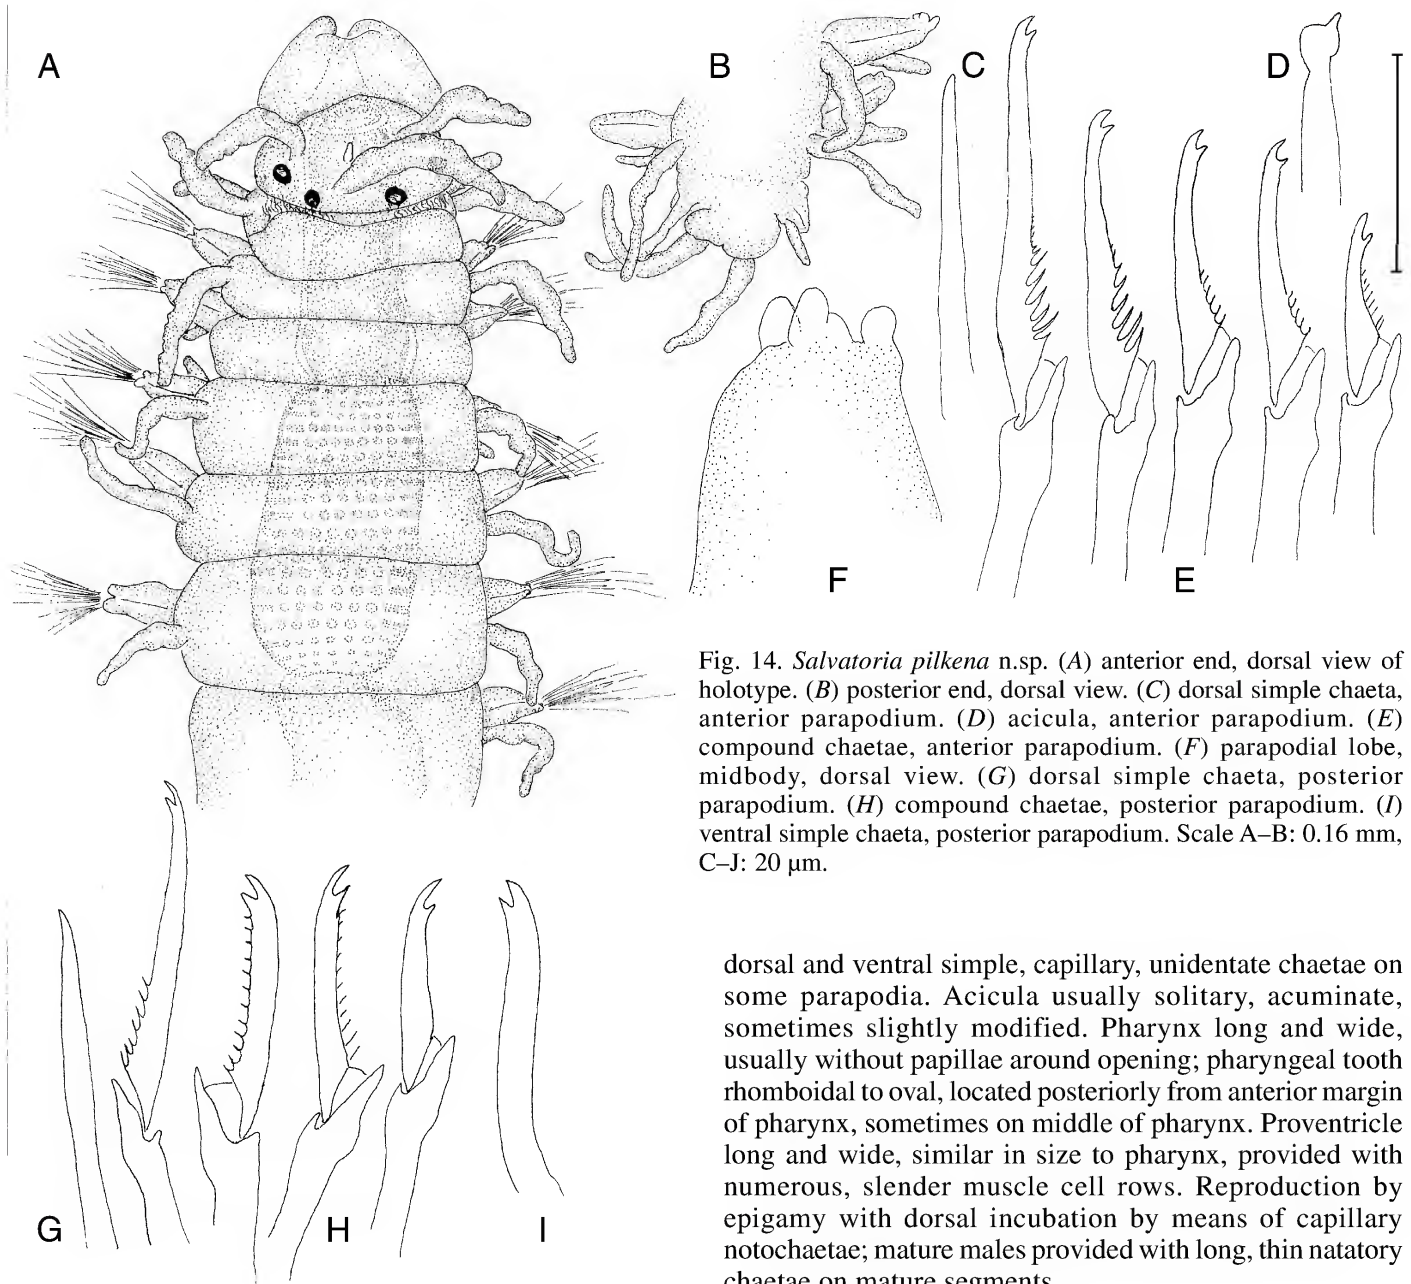 A
B
C
D
E
F
Fig. 14. Salvatoria pilkena n.sp. (A) anterior end, dorsal view of
holotype. (B) posterior end, dorsal view. (C) dorsal simple chaeta,
anterior parapodium. (D) acicula, anterior parapodium. (E)
compound chaetae, anterior parapodium. (F) parapodial lobe,
midbody, dorsal view. (G) dorsal simple chaeta, posterior
parapodium. (H) compound chaetae, posterior parapodium. (I)
ventral simple chaeta, posterior parapodium. Scale A–B: 0.16 mm,
C–J: 20 µm.
G
H
I
dorsal and ventral simple, capillary, unidentate chaetae on
some parapodia. Acicula usually solitary, acuminate,
sometimes slightly modified. Pharynx long and wide,
usually without papillae around opening; pharyngeal tooth
rhomboidal to oval, located posteriorly from anterior margin
of pharynx, sometimes on middle of pharynx. Proventricle
long and wide, similar in size to pharynx, provided with
numerous, slender muscle cell rows. Reproduction by
epigamy with dorsal incubation by means of capillary
notochaetae; mature males provided with long, thin natatory
chaetae on mature segments